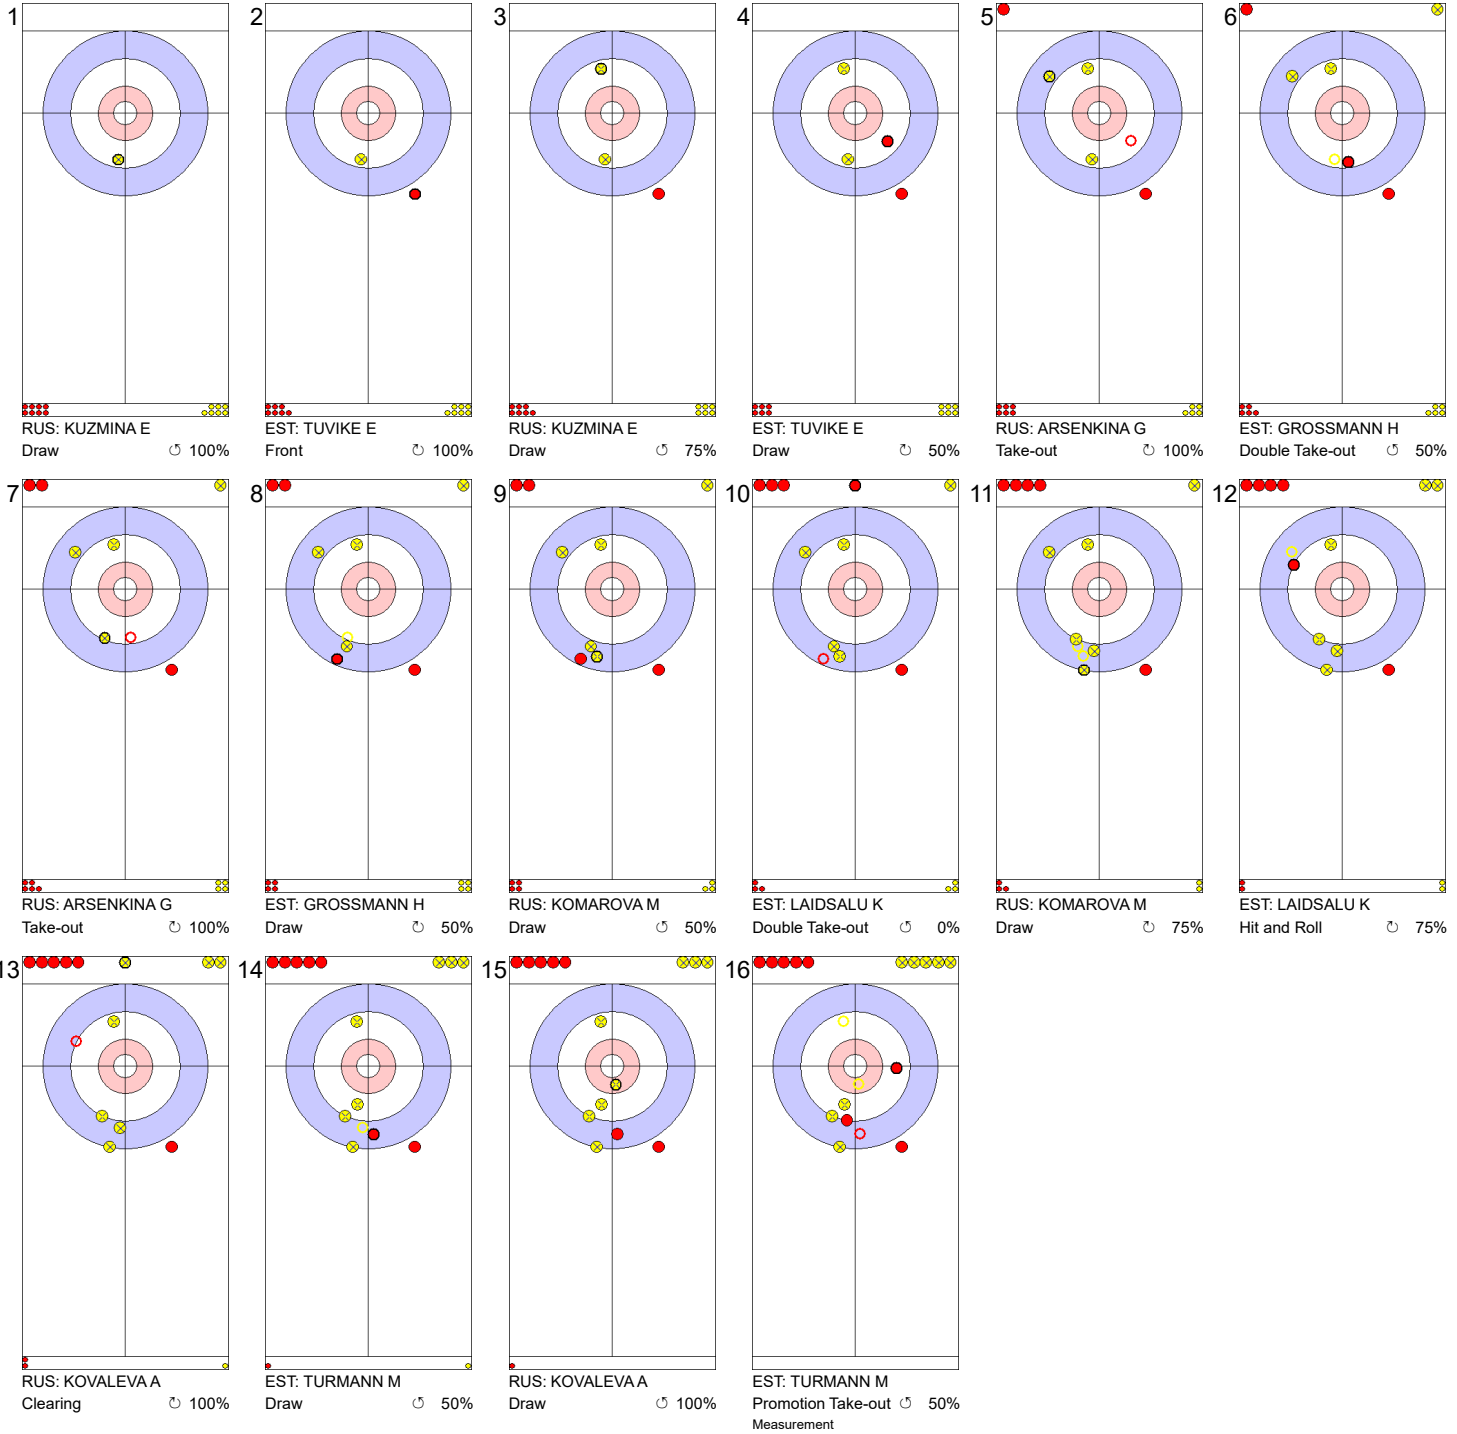 1
RUS: KUZMINA E
Draw ↺ 100%
2
EST: TUVIKE E
Front ↻ 100%
3
RUS: KUZMINA E
Draw ↺ 75%
4
EST: TUVIKE E
Draw ↻ 50%
5
RUS: ARSENKINA G
Take-out ↻ 100%
6
EST: GROSSMANN H
Double Take-out ↺ 50%
7
RUS: ARSENKINA G
Take-out ↻ 100%
8
EST: GROSSMANN H
Draw ↺ 50%
9
RUS: KOMAROVA M
Draw ↺ 50%
10
EST: LAIDSALU K
Double Take-out ↺ 0%
11
RUS: KOMAROVA M
Draw ↺ 75%
12
EST: LAIDSALU K
Hit and Roll ↻ 75%
13
RUS: KOVALEVA A
Clearing ↻ 100%
14
EST: TURMANN M
Draw ↺ 50%
15
RUS: KOVALEVA A
Draw ↺ 100%
16
EST: TURMANN M
Promotion Take-out ↺ 50%
Measurement